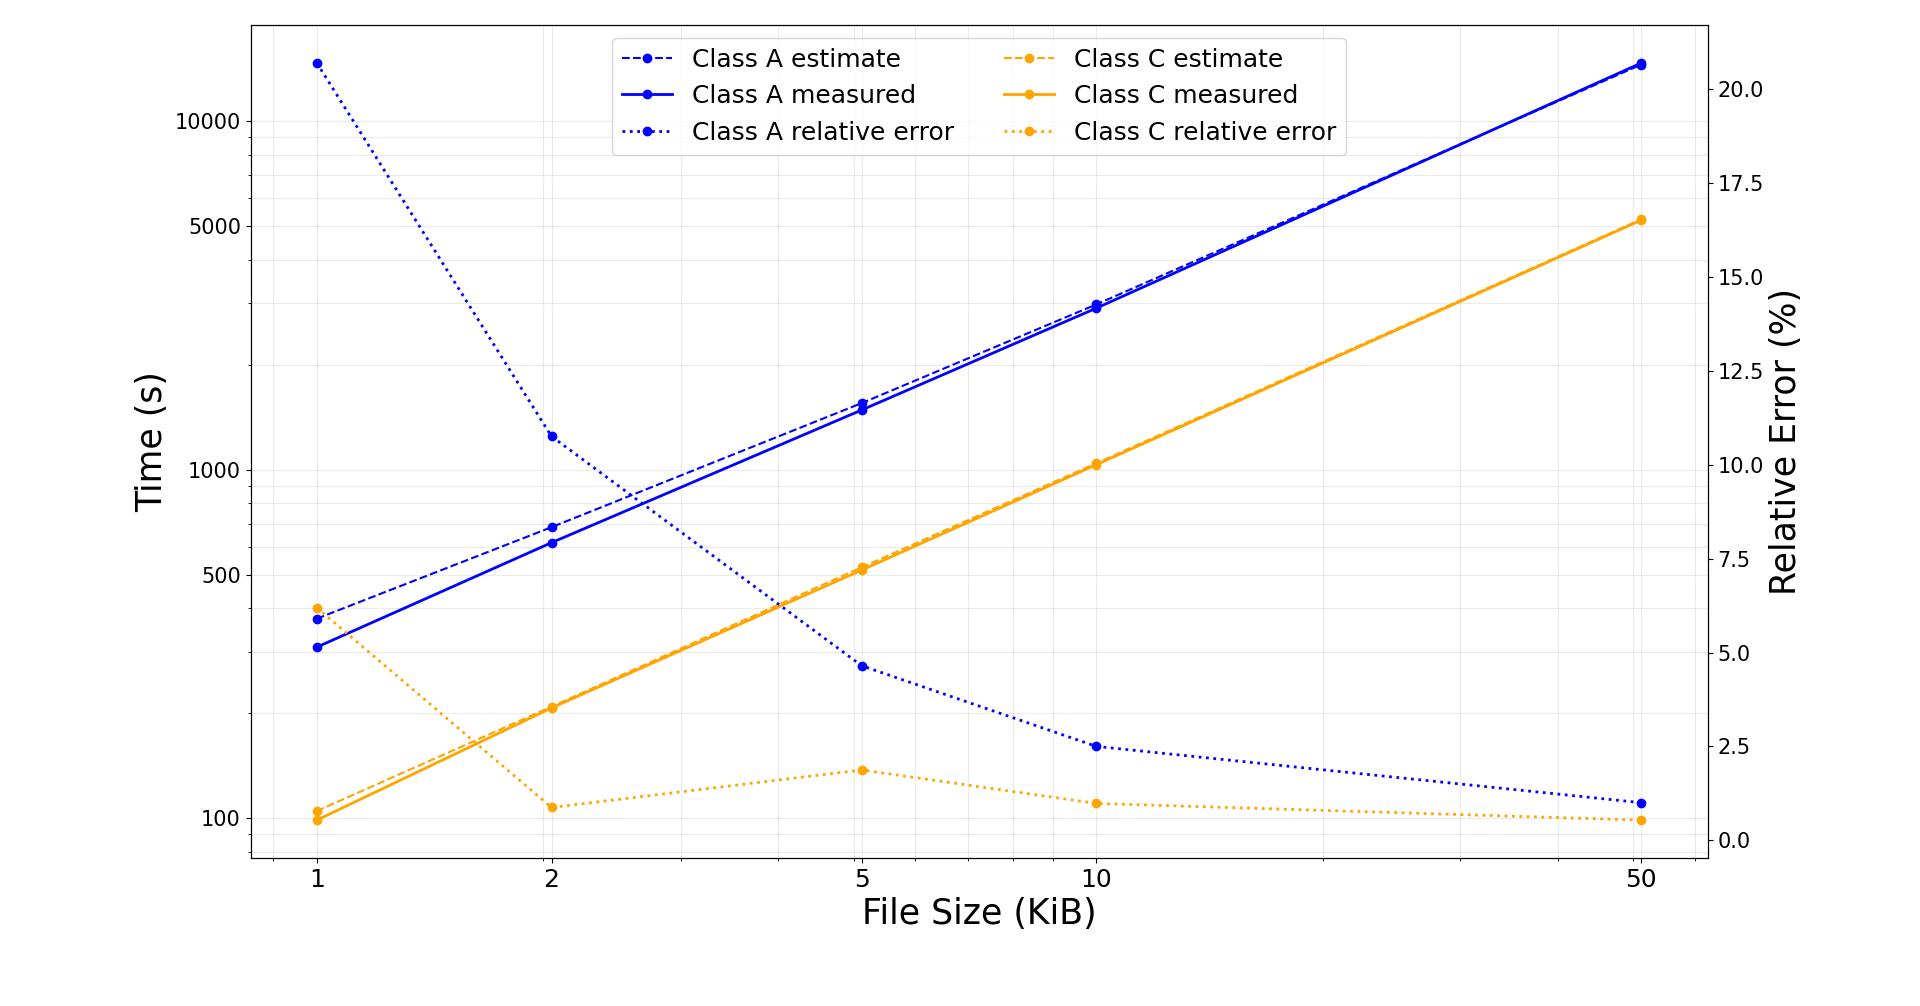 Class A estimate
Class A measured
Class A relative error
Class C estimate
Class C measured
Class C relative error
10000
5000
1000
500
100
Time (s)
20.0
17.5
15.0
12.5
10.0
7.5
5.0
2.5
0.0
Relative Error (%)
1 2 5 10 50
File Size (KiB)